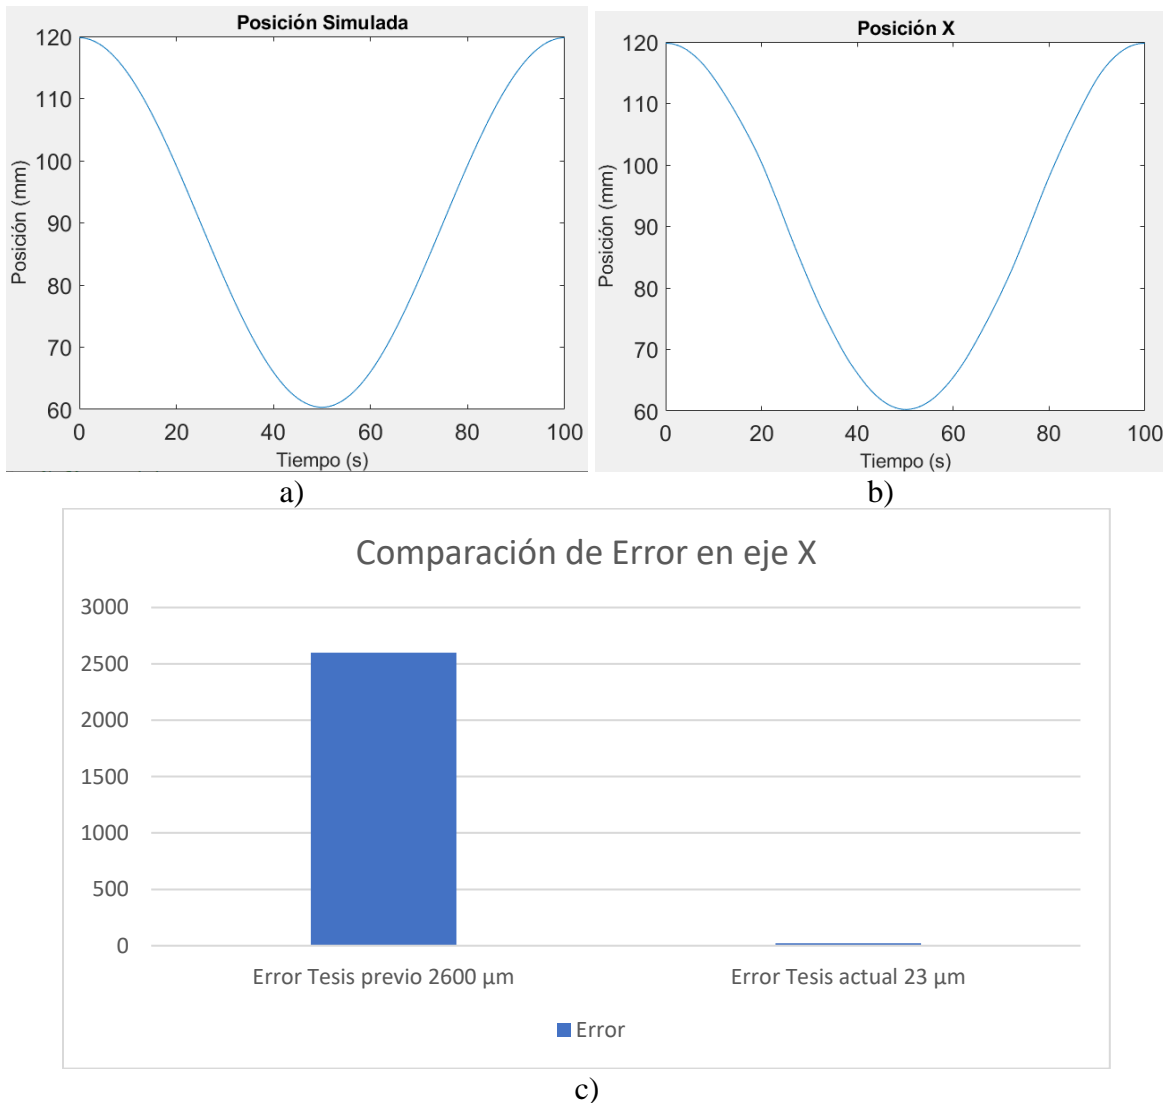 Posición Simulada
120
110
100
90
80
70
60
Posición (mm)
0 20 40 60 80 100
Tiempo (s)
a)
Posición X
120
110
100
90
80
70
60
Posición (mm)
0 20 40 60 80 100
Tiempo (s)
b)
Comparación de Error en eje X
3000
2500
2000
1500
1000
500
0
Error Tesis previo 2600 µm
Error Tesis actual 23 µm
Error
c)